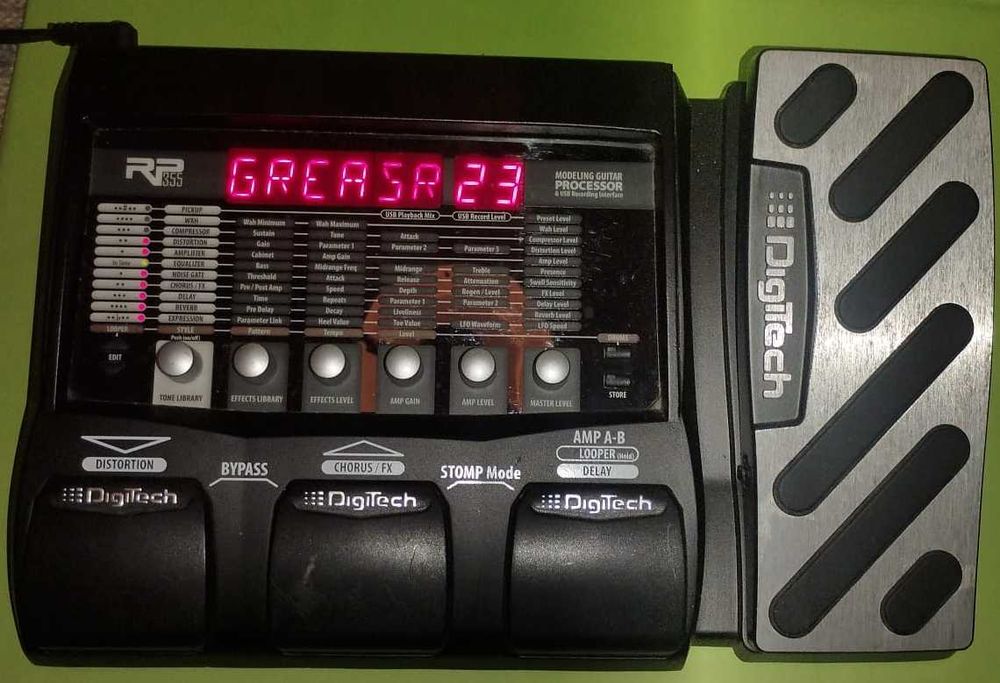 RP355
GREASR 23
MODELING GUITAR
PROCESSOR
& USB Recording Interface
USB Playback Mix USB Record Level
PICKUP Preset Level
WAH Wah Minimum Wah Maximum Wah Level
COMPRESSOR Sustain Tone Attack Compressor Level
DISTORTION Gain Parameter 1 Parameter 2 Parameter 3 Distortion Level
AMPLIFIER Cabinet Amp Gain Amp Level
EQUALIZER Bass Midrange Freq Midrange Treble Presence
NOISE GATE Threshold Attack Release Attenuation Swell Sensitivity
CHORUS / FX Pre / Post Amp Speed Depth Regen / Level FX Level
DELAY Time Repeats Parameter 1 Parameter 2 Delay Level
REVERB Pre Delay Decay Liveliness Reverb Level
EXPRESSION Parameter Link Heel Value Toe Value LFO Waveform LFO Speed
In Tune
LOOPER STYLE Pattern Tempo Level DRUMS
Push (on/off)
EDIT
STORE
TONE LIBRARY EFFECTS LIBRARY EFFECTS LEVEL AMP GAIN AMP LEVEL MASTER LEVEL
DISTORTION
BYPASS
CHORUS / FX
STOMP Mode
AMP A-B
LOOPER (Hold)
DELAY
DigiTech
DigiTech
DigiTech
DigiTech